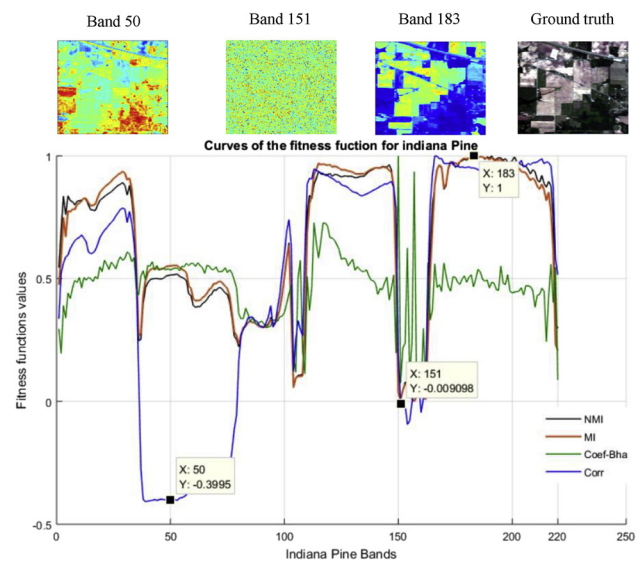 Band 50
Band 151
Band 183
Ground truth
Curves of the fitness fuction for indiana Pine
Fitness functions values
1
0.5
0
-0.5
X: 183
Y: 1
X: 151
Y: -0.009098
X: 50
Y: -0.3995
NMI
MI
Coef-Bha
Corr
0
50
100
150
200
220
250
Indiana Pine Bands